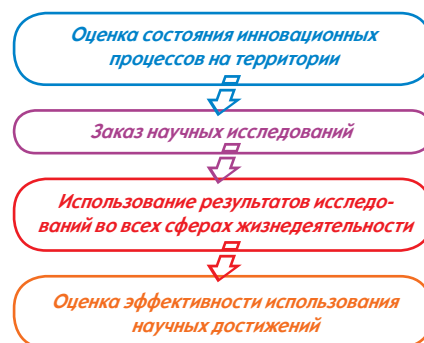 Оценка состояния инновационных
процессов на территории
Заказ научных исследований
Использование результатов исследо-
ваний во всех сферах жизнедеятельности
Оценка эффективности использования
научных достижений